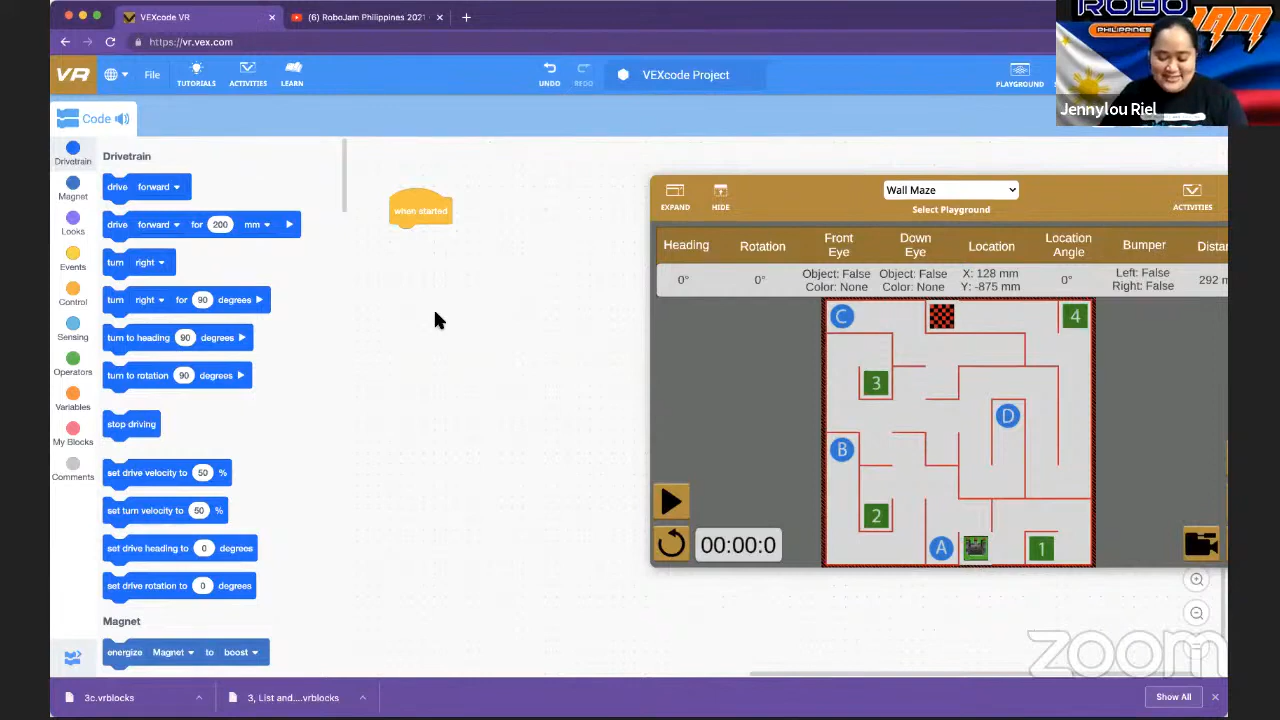 VEXcode VR
(6) RoboJam Philippines 2021
https://vr.vex.com
ROBO
JAM
PHILIPPINES
Jennylou Riel
VR
File
TUTORIALS
ACTIVITIES
LEARN
UNDO
REDO
VEXcode Project
PLAYGROUND
Code
Drivetrain
Magnet
Looks
Events
Control
Sensing
Operators
Variables
My Blocks
Comments
Drivetrain
drive forward
drive forward for 200 mm
turn right
turn right for 90 degrees
turn to heading 90 degrees
turn to rotation 90 degrees
stop driving
set drive velocity to 50 %
set turn velocity to 50 %
set drive heading to 0 degrees
set drive rotation to 0 degrees
Magnet
energize Magnet to boost
when started
EXPAND
HIDE
Wall Maze
Select Playground
ACTIVITIES
Heading
Rotation
Front Eye
Down Eye
Location
Location Angle
Bumper
0°
0°
Object: False
Color: None
Object: False
Color: None
X: 128 mm
Y: -875 mm
0°
Left: False
Right: False
292
C
4
3
D
B
2
A
1
00:00:0
zoom
3c.vrblocks
3, List and....vrblocks
Show All